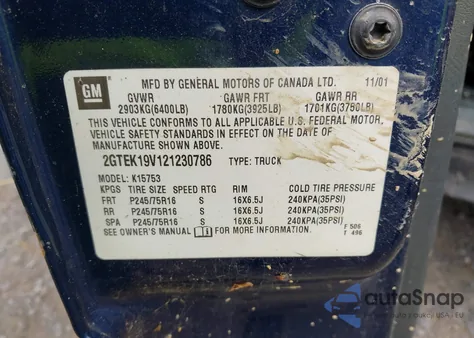 GM
MFD BY GENERAL MOTORS OF CANADA LTD. 11/01
GVWR GAWR FRT GAWR RR
2903KG(6400LB) 1780KG(3925LB) 1701KG(3750LB)
THIS VEHICLE CONFORMS TO ALL APPLICABLE U.S. FEDERAL MOTOR
VEHICLE SAFETY STANDARDS IN EFFECT ON THE DATE OF
MANUFACTURE SHOWN ABOVE.
2GTEK19V121230786 TYPE: TRUCK
MODEL: K15753
KPGS TIRE SIZE SPEED RTG RIM COLD TIRE PRESSURE
FRT P245/75R16 S 16X6.5J 240KPA(35PSI)
RR P245/75R16 S 16X6.5J 240KPA(35PSI)
SPA P245/75R16 S 16X6.5J 240KPA(35PSI)
SEE OWNER'S MANUAL FOR MORE INFORMATION. F 506
T 496
autoSnap